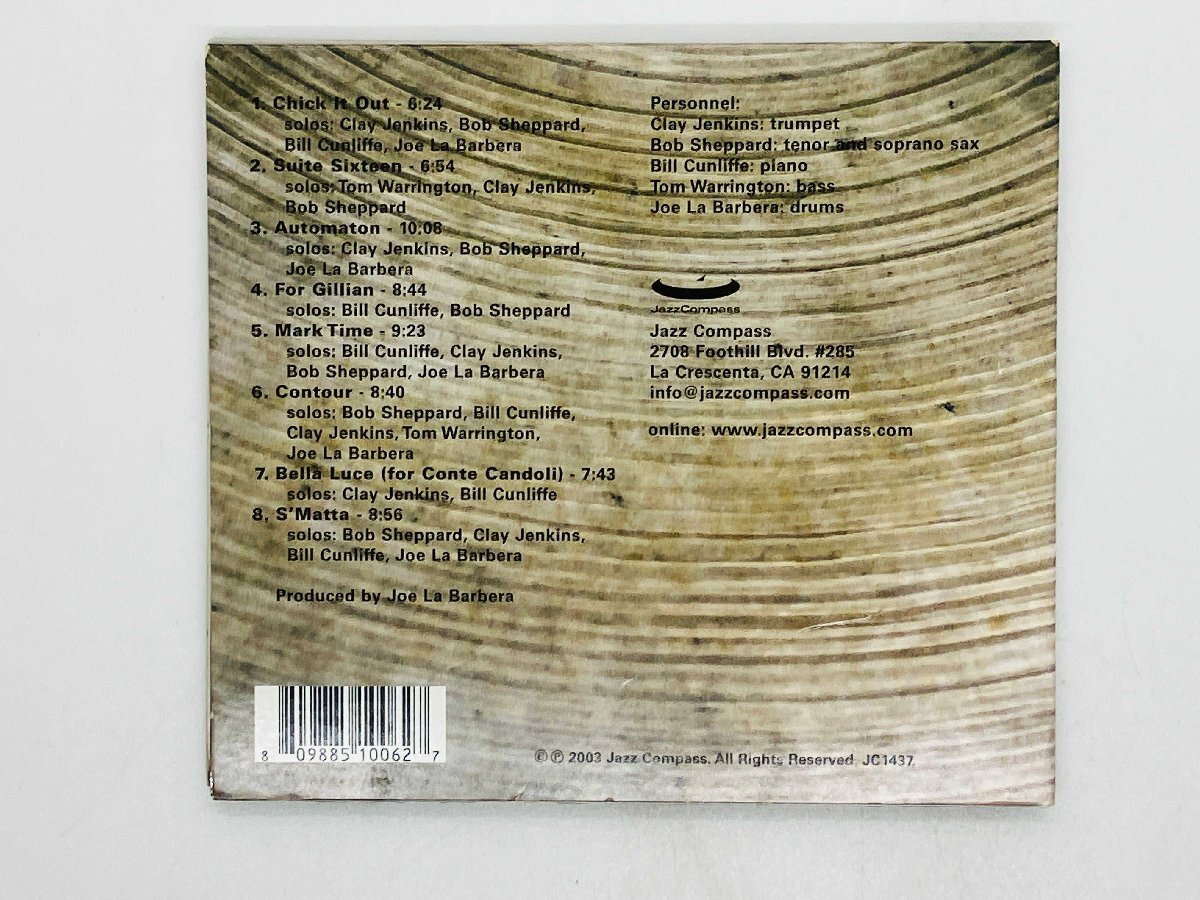 1. Chick It Out - 6:24
solos: Clay Jenkins, Bob Sheppard,
Bill Cunliffe, Joe La Barbera
2. Suite Sixteen - 6:54
solos: Tom Warrington, Clay Jenkins,
Bob Sheppard
3. Automaton - 10:08
solos: Clay Jenkins, Bob Sheppard,
Joe La Barbera
4. For Gillian - 8:44
solos: Bill Cunliffe, Bob Sheppard
5. Mark Time - 9:23
solos: Bill Cunliffe, Clay Jenkins,
Bob Sheppard, Joe La Barbera
6. Contour - 8:40
solos: Bob Sheppard, Bill Cunliffe,
Clay Jenkins, Tom Warrington,
Joe La Barbera
7. Bella Luce (for Conte Candoli) - 7:43
solos: Clay Jenkins, Bill Cunliffe
8. S'Matta - 8:56
solos: Bob Sheppard, Clay Jenkins,
Bill Cunliffe, Joe La Barbera
Produced by Joe La Barbera
Personnel:
Clay Jenkins: trumpet
Bob Sheppard: tenor and soprano sax
Bill Cunliffe: piano
Tom Warrington: bass
Joe La Barbera: drums
JazzCompass
Jazz Compass
2708 Foothill Blvd. #285
La Crescenta, CA 91214
info@jazzcompass.com
online: www.jazzcompass.com
8 09885 10062 7
©℗ 2003 Jazz Compass. All Rights Reserved. JC1437